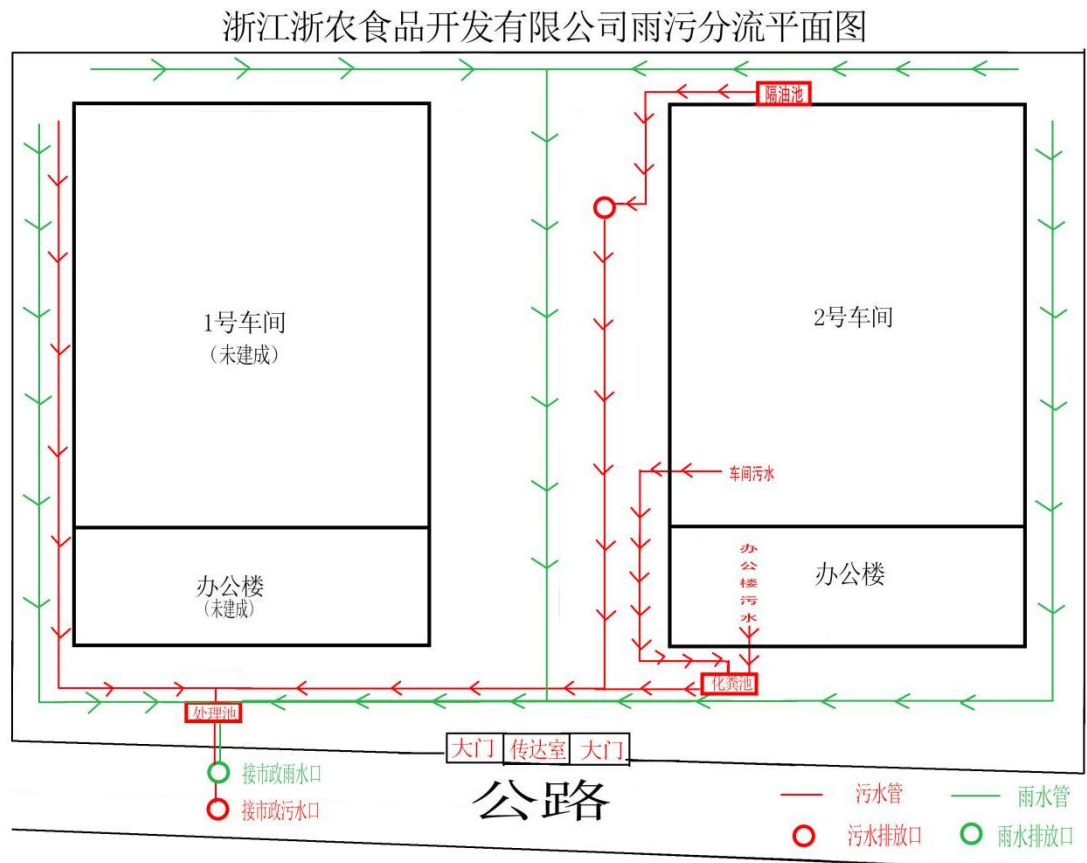 浙江浙农食品开发有限公司雨污分流平面图
隔油池
1号车间
（未建成）
2号车间
车间污水
办公楼污水
办公楼
（未建成）
办公楼
化粪池
处理池
大门
传达室
大门
接市政雨水口
接市政污水口
公路
污水管
雨水管
污水排放口
雨水排放口